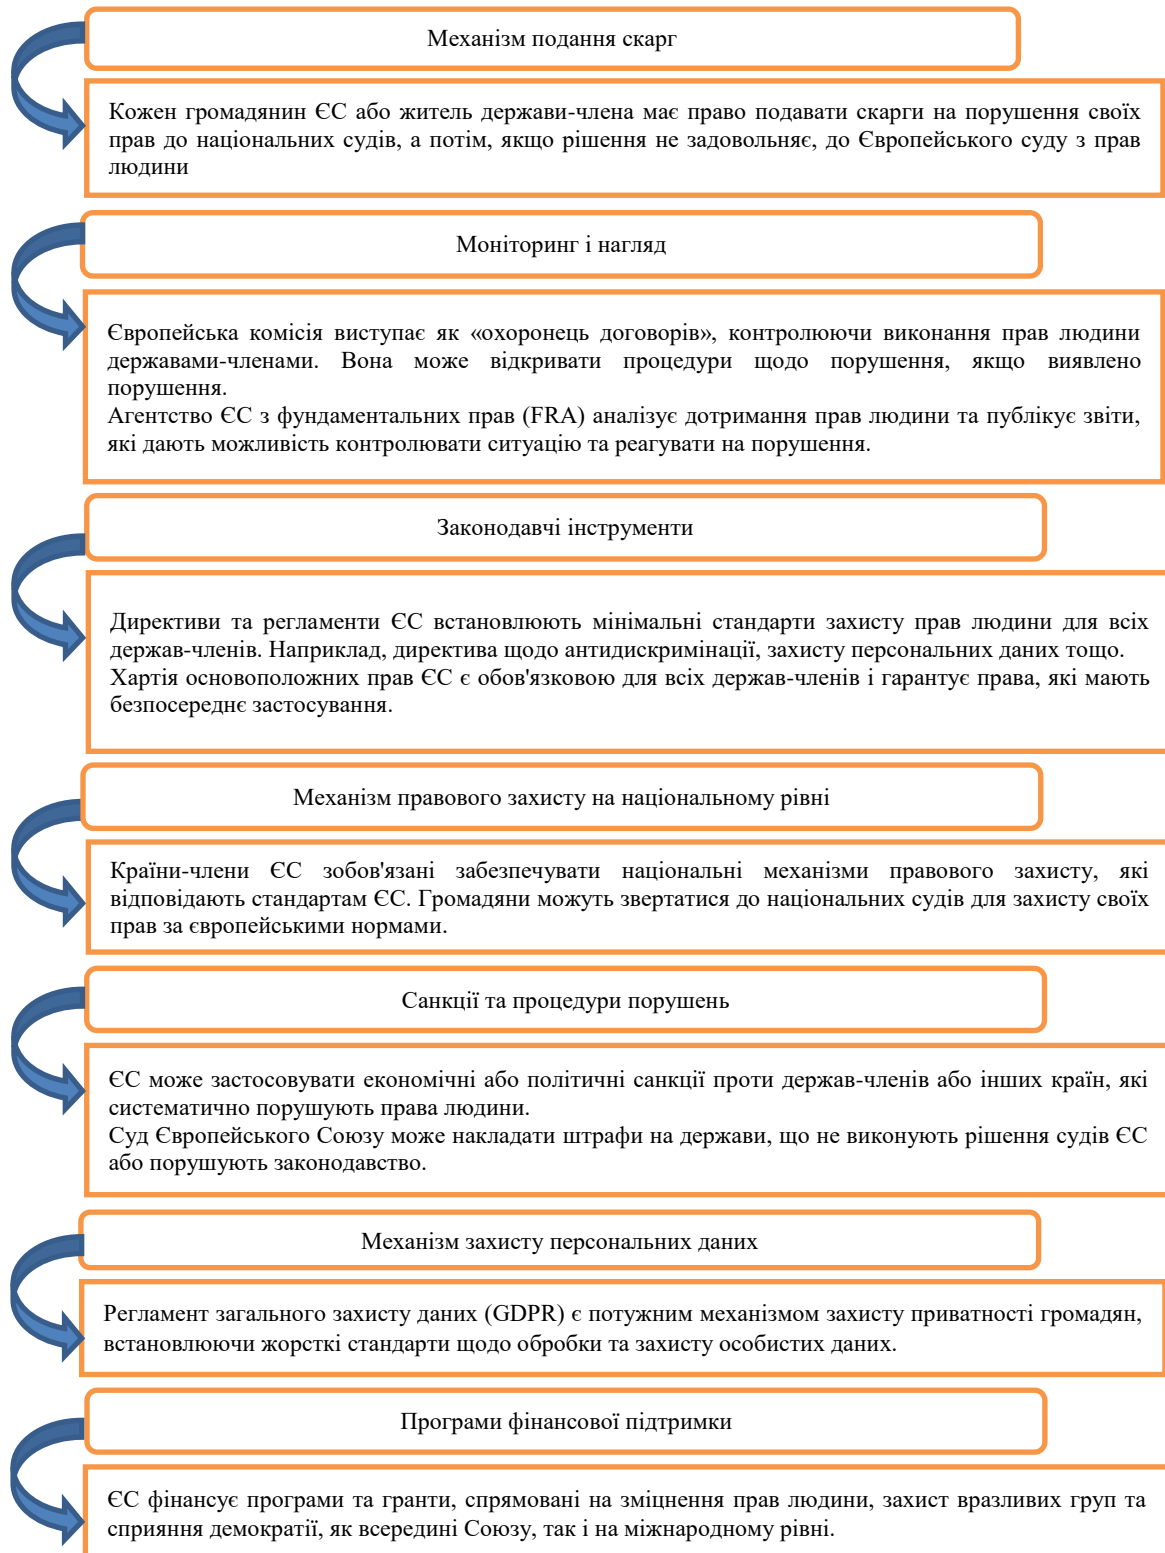 Механізм подання скарг
Кожен громадянин ЄС або житель держави-члена має право подавати скарги на порушення своїх
прав до національних судів, а потім, якщо рішення не задовольняє, до Європейського суду з прав
людини
Моніторинг і нагляд
Європейська комісія виступає як «охоронець договорів», контролюючи виконання прав людини
державами-членами. Вона може відкривати процедури щодо порушення, якщо виявлено
порушення.
Агентство ЄС з фундаментальних прав (FRA) аналізує дотримання прав людини та публікує звіти,
які дають можливість контролювати ситуацію та реагувати на порушення.
Законодавчі інструменти
Директиви та регламенти ЄС встановлюють мінімальні стандарти захисту прав людини для всіх
держав-членів. Наприклад, директива щодо антидискримінації, захисту персональних даних тощо.
Хартія основоположних прав ЄС є обов'язковою для всіх держав-членів і гарантує права, які мають
безпосереднє застосування.
Механізм правового захисту на національному рівні
Країни-члени ЄС зобов'язані забезпечувати національні механізми правового захисту, які
відповідають стандартам ЄС. Громадяни можуть звертатися до національних судів для захисту своїх
прав за європейськими нормами.
Санкції та процедури порушень
ЄС може застосовувати економічні або політичні санкції проти держав-членів або інших країн, які
систематично порушують права людини.
Суд Європейського Союзу може накладати штрафи на держави, що не виконують рішення судів ЄС
або порушують законодавство.
Механізм захисту персональних даних
Регламент загального захисту даних (GDPR) є потужним механізмом захисту приватності громадян,
встановлюючи жорсткі стандарти щодо обробки та захисту особистих даних.
Програми фінансової підтримки
ЄС фінансує програми та гранти, спрямовані на зміцнення прав людини, захист вразливих груп та
сприяння демократії, як всередині Союзу, так і на міжнародному рівні.